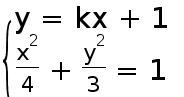 y = kx + 1
x²/4 + y²/3 = 1